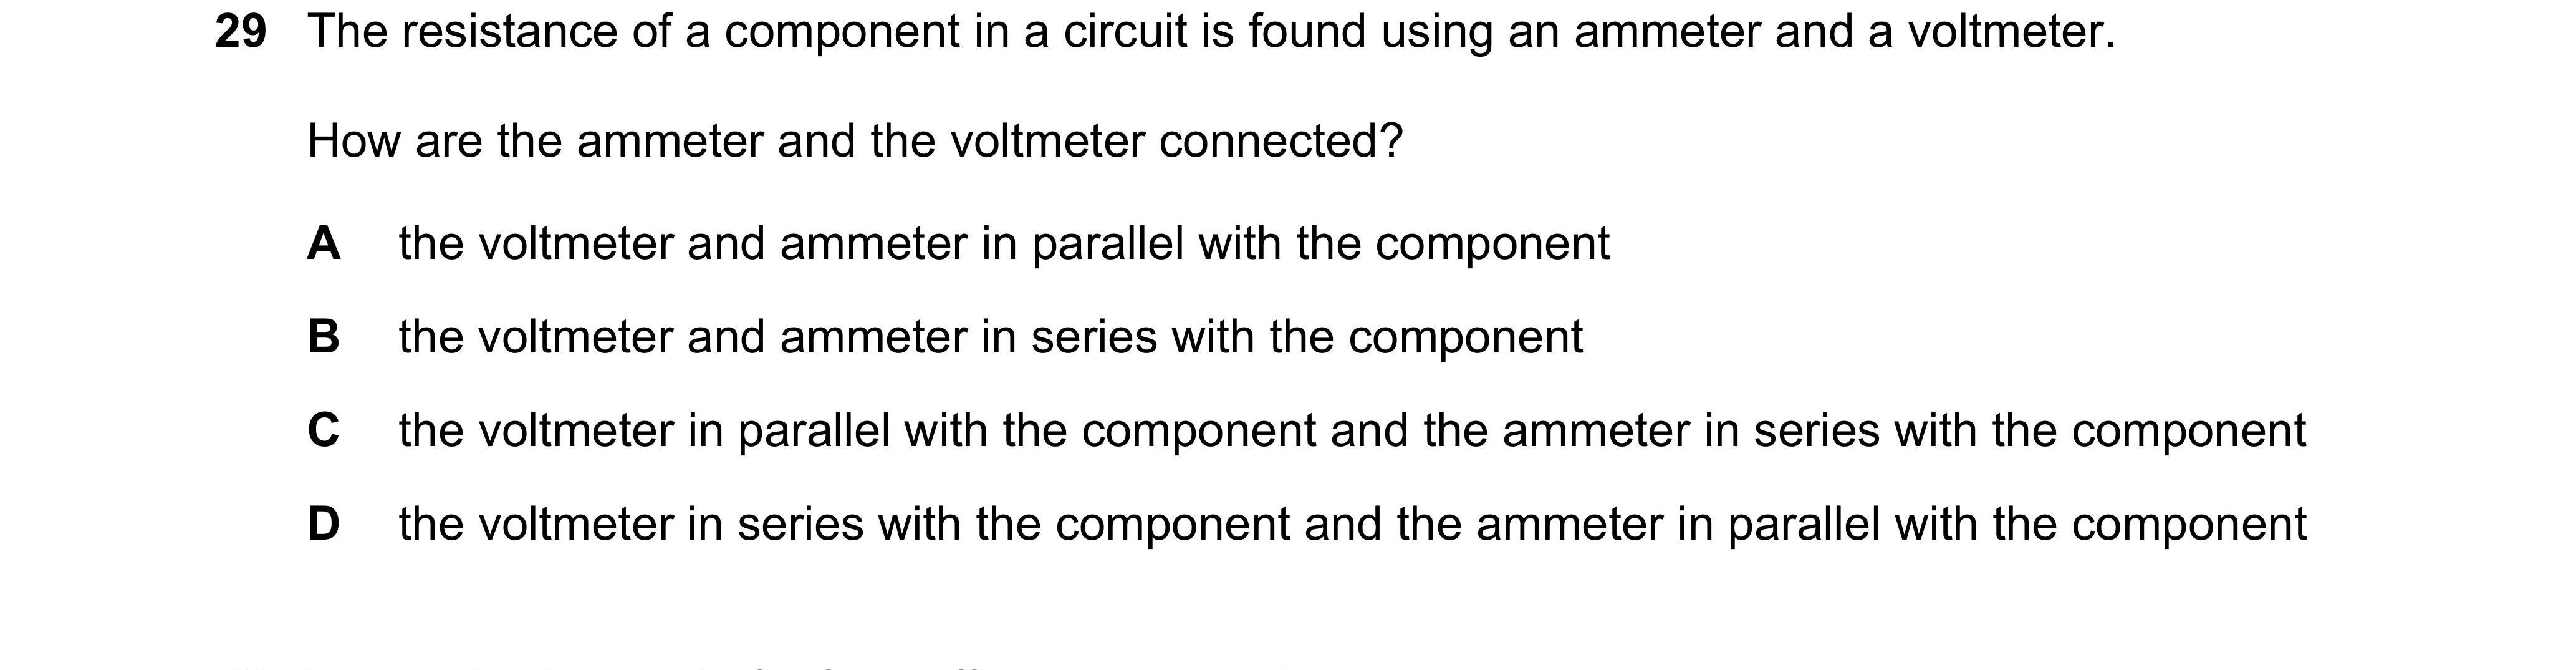 29 The resistance of a component in a circuit is found using an ammeter and a voltmeter.
How are the ammeter and the voltmeter connected?
A the voltmeter and ammeter in parallel with the component
B the voltmeter and ammeter in series with the component
C the voltmeter in parallel with the component and the ammeter in series with the component
D the voltmeter in series with the component and the ammeter in parallel with the component